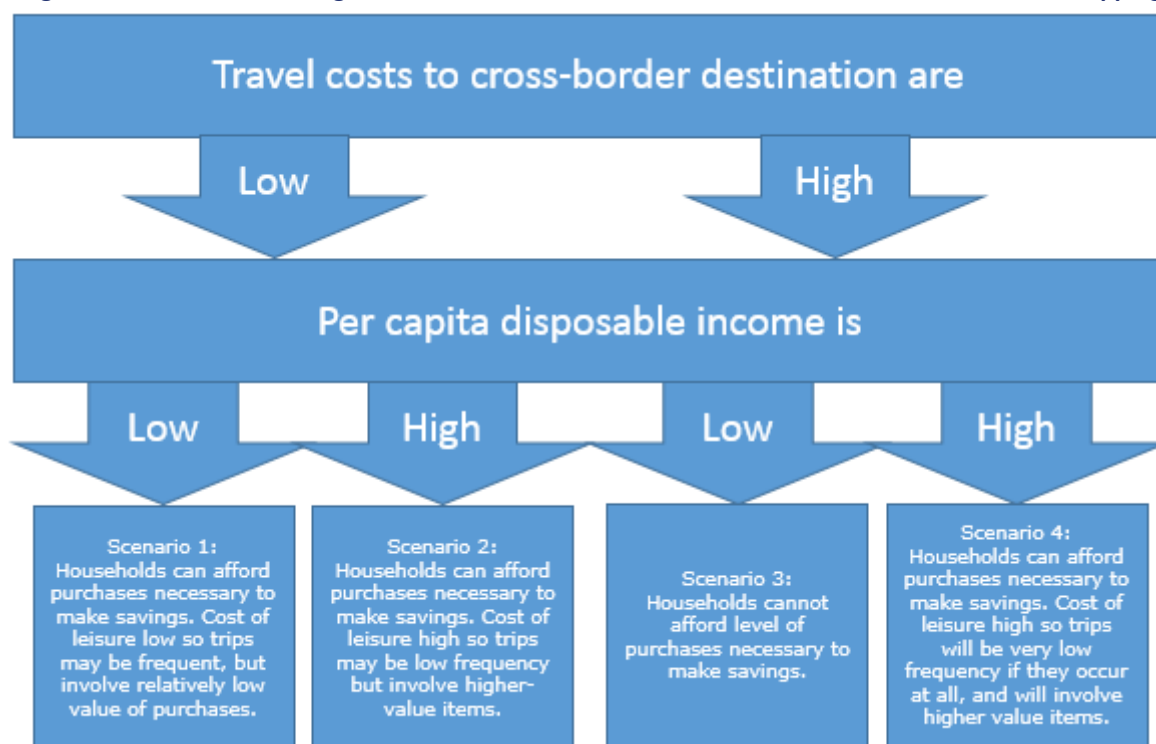 Travel costs to cross-border destination are
Low
High
Per capita disposable income is
Low
High
Low
High
Scenario 1:
Households can afford
purchases necessary to
make savings. Cost of
leisure low so trips
may be frequent, but
involve relatively low
value of purchases.
Scenario 2:
Households can afford
purchases necessary to
make savings. Cost of
leisure high so trips
may be low frequency
but involve higher-
value items.
Scenario 3:
Households cannot
afford level of
purchases necessary to
make savings.
Scenario 4:
Households can afford
purchases necessary to
make savings. Cost of
leisure high so trips
will be very low
frequency if they occur
at all, and will involve
higher value items.